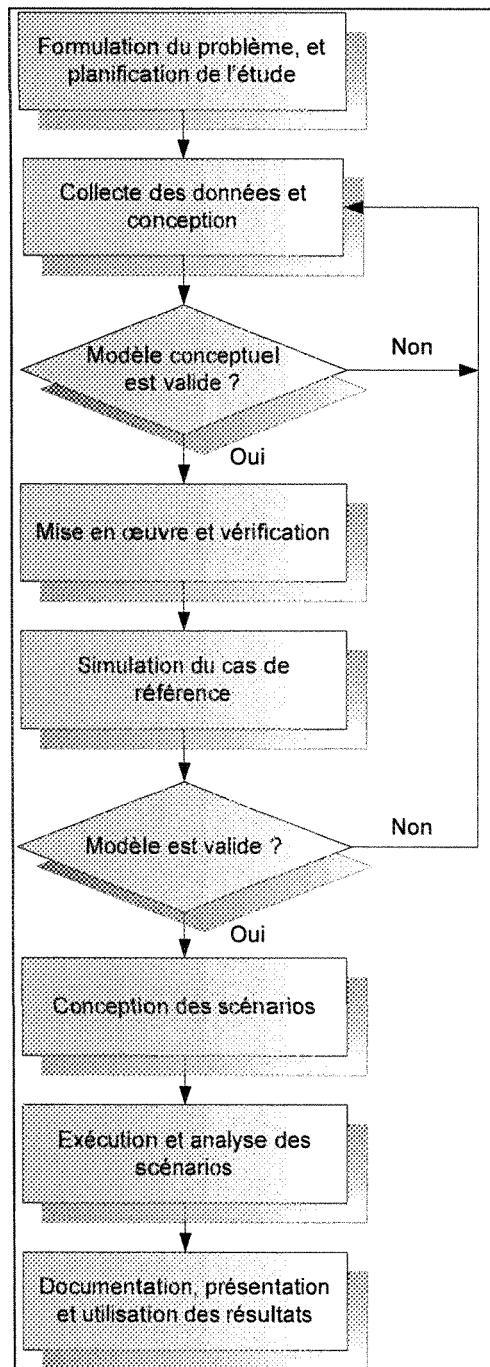 Formulation du problème, et
planification de l'étude
Collecte des données et
conception
Modèle conceptuel
est valide ?
Non
Oui
Mise en œuvre et vérification
Simulation du cas de
référence
Modèle est valide ?
Non
Oui
Conception des scénarios
Exécution et analyse des
scénarios
Documentation, présentation
et utilisation des résultats